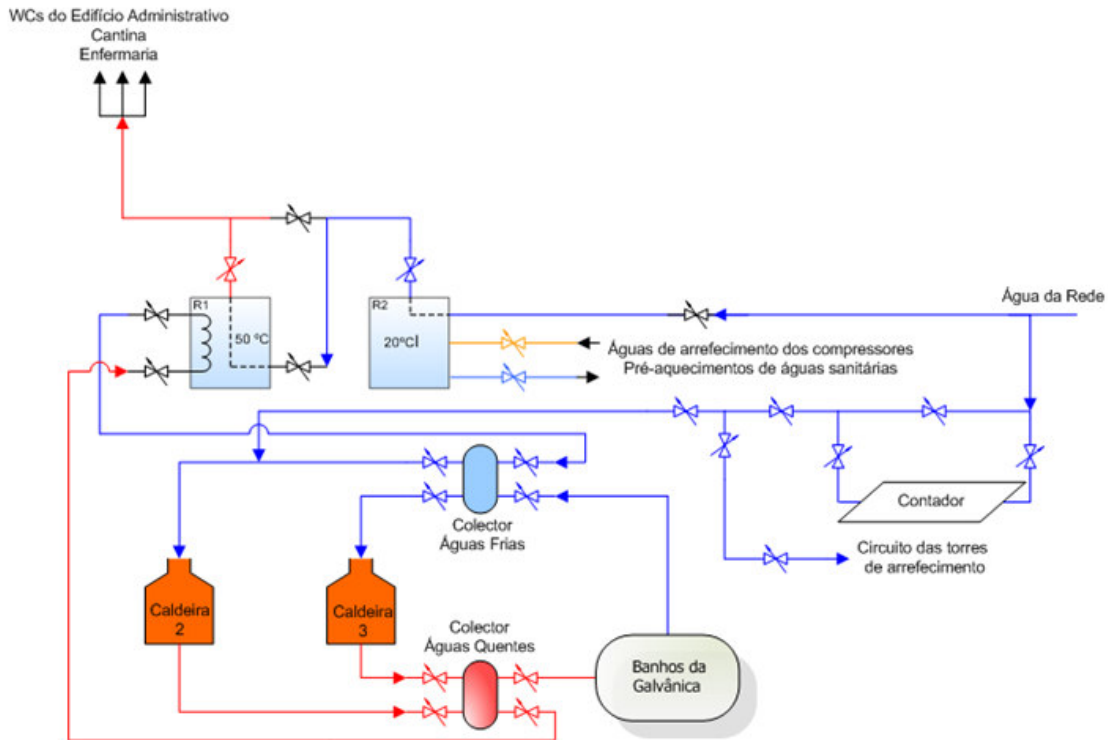 WCs do Edifício Administrativo
Cantina
Enfermaria
R1
50 ºC
R2
20ºCl
Água da Rede
Águas de arrefecimento dos compressores
Pré-aquecimentos de águas sanitárias
Contador
Colector
Águas Frias
Circuito das torres
de arrefecimento
Caldeira
2
Caldeira
3
Colector
Águas Quentes
Banhos da
Galvânica